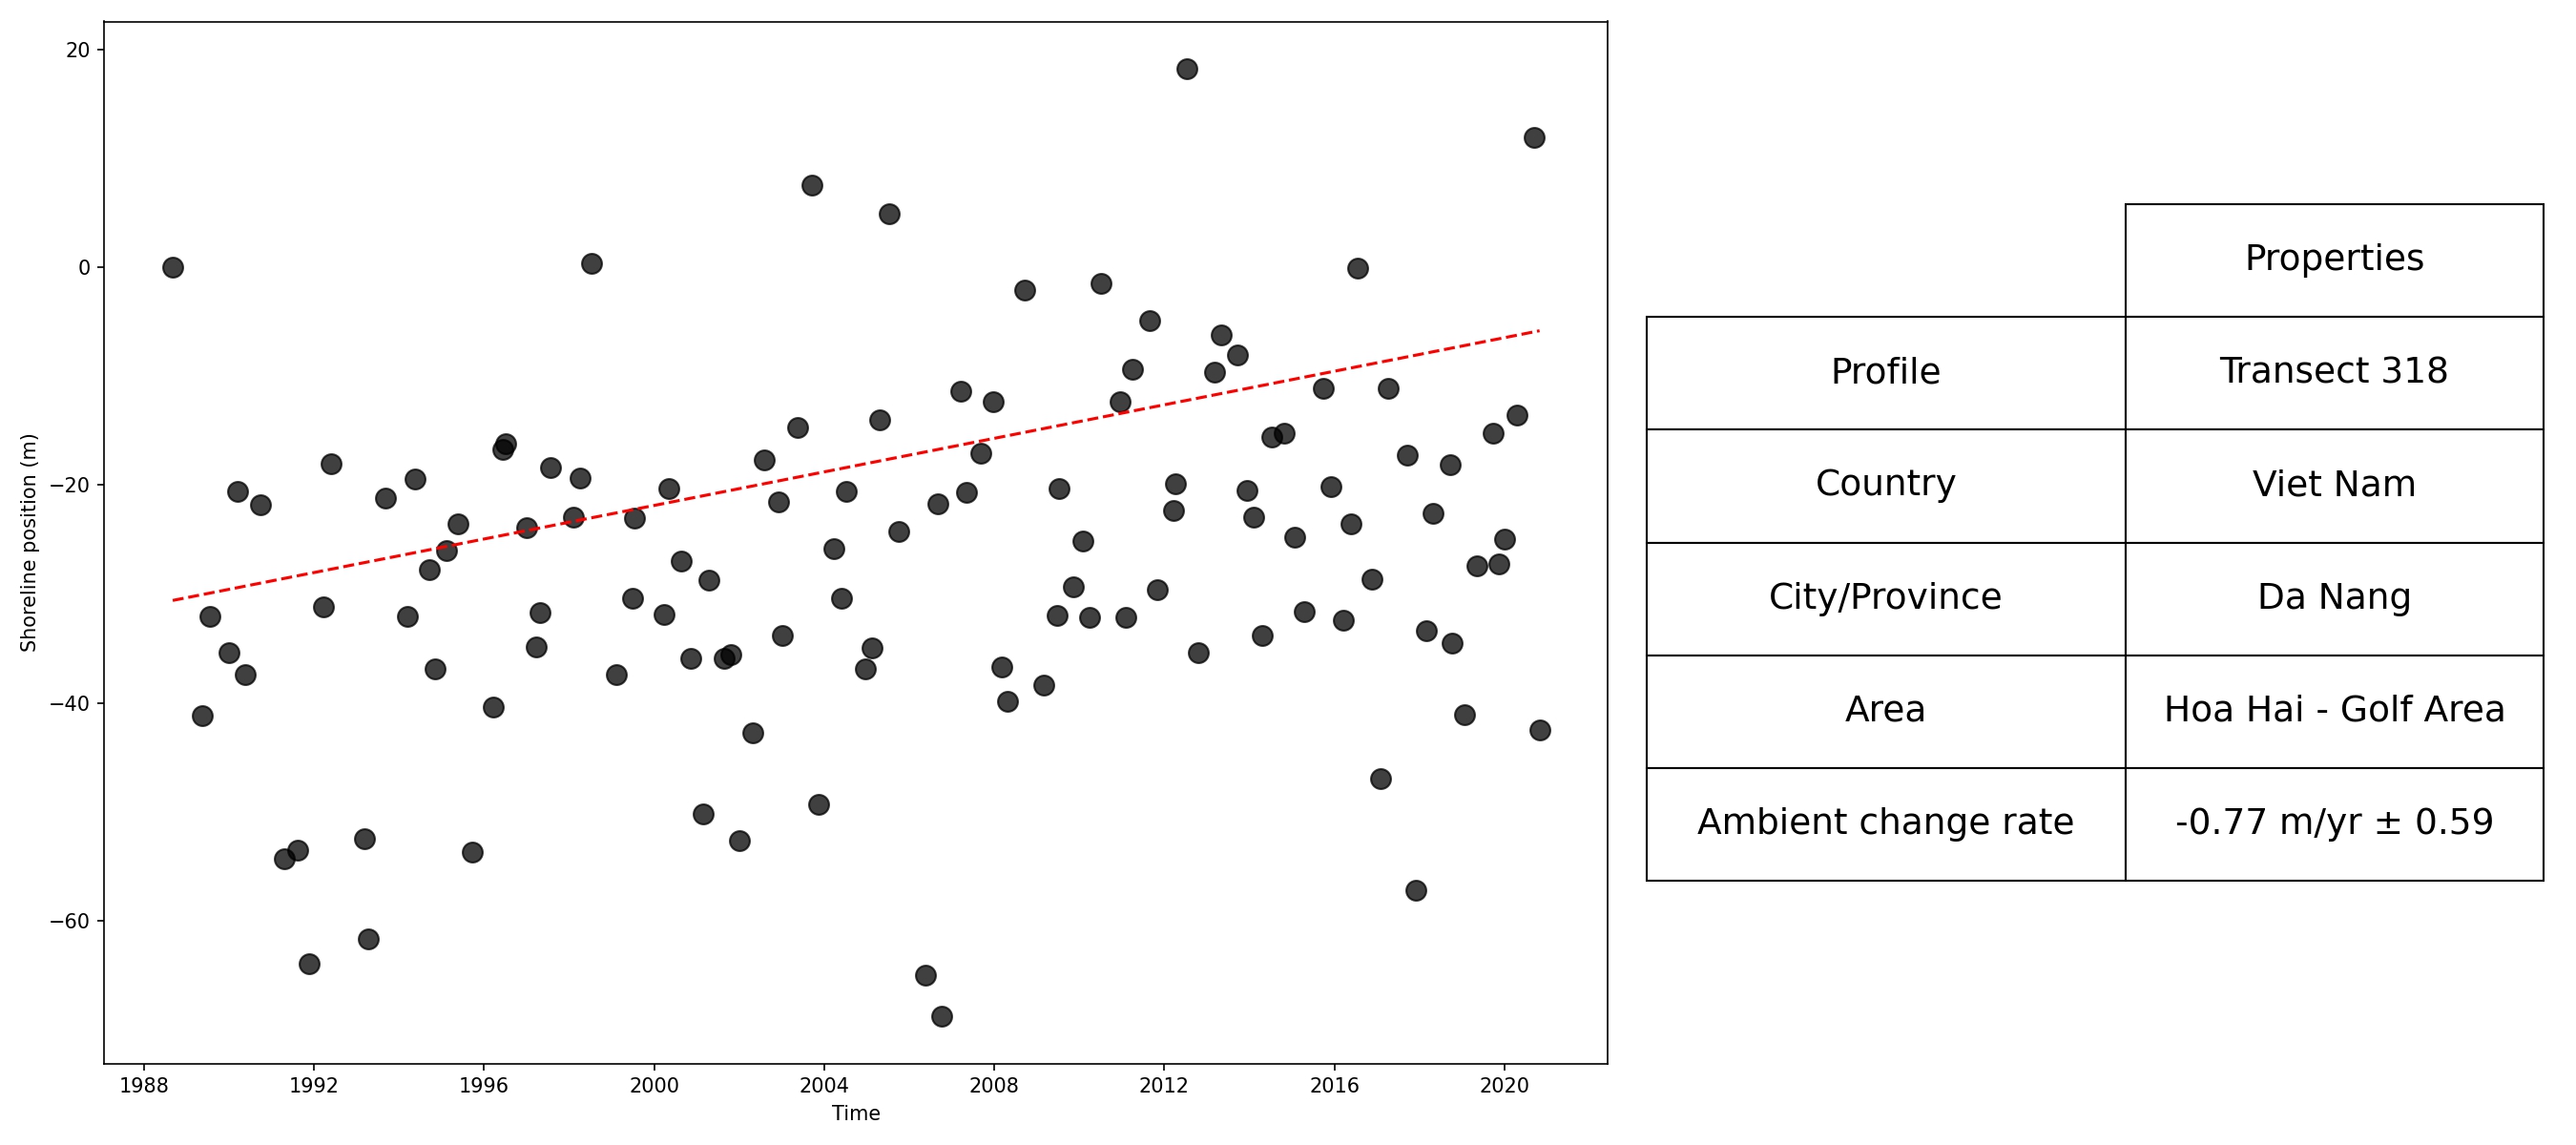 20
0
−20
−40
−60
Shoreline position (m)
1988 1992 1996 2000 2004 2008 2012 2016 2020
Time
Properties
Profile Transect 318
Country Viet Nam
City/Province Da Nang
Area Hoa Hai - Golf Area
Ambient change rate -0.77 m/yr ± 0.59